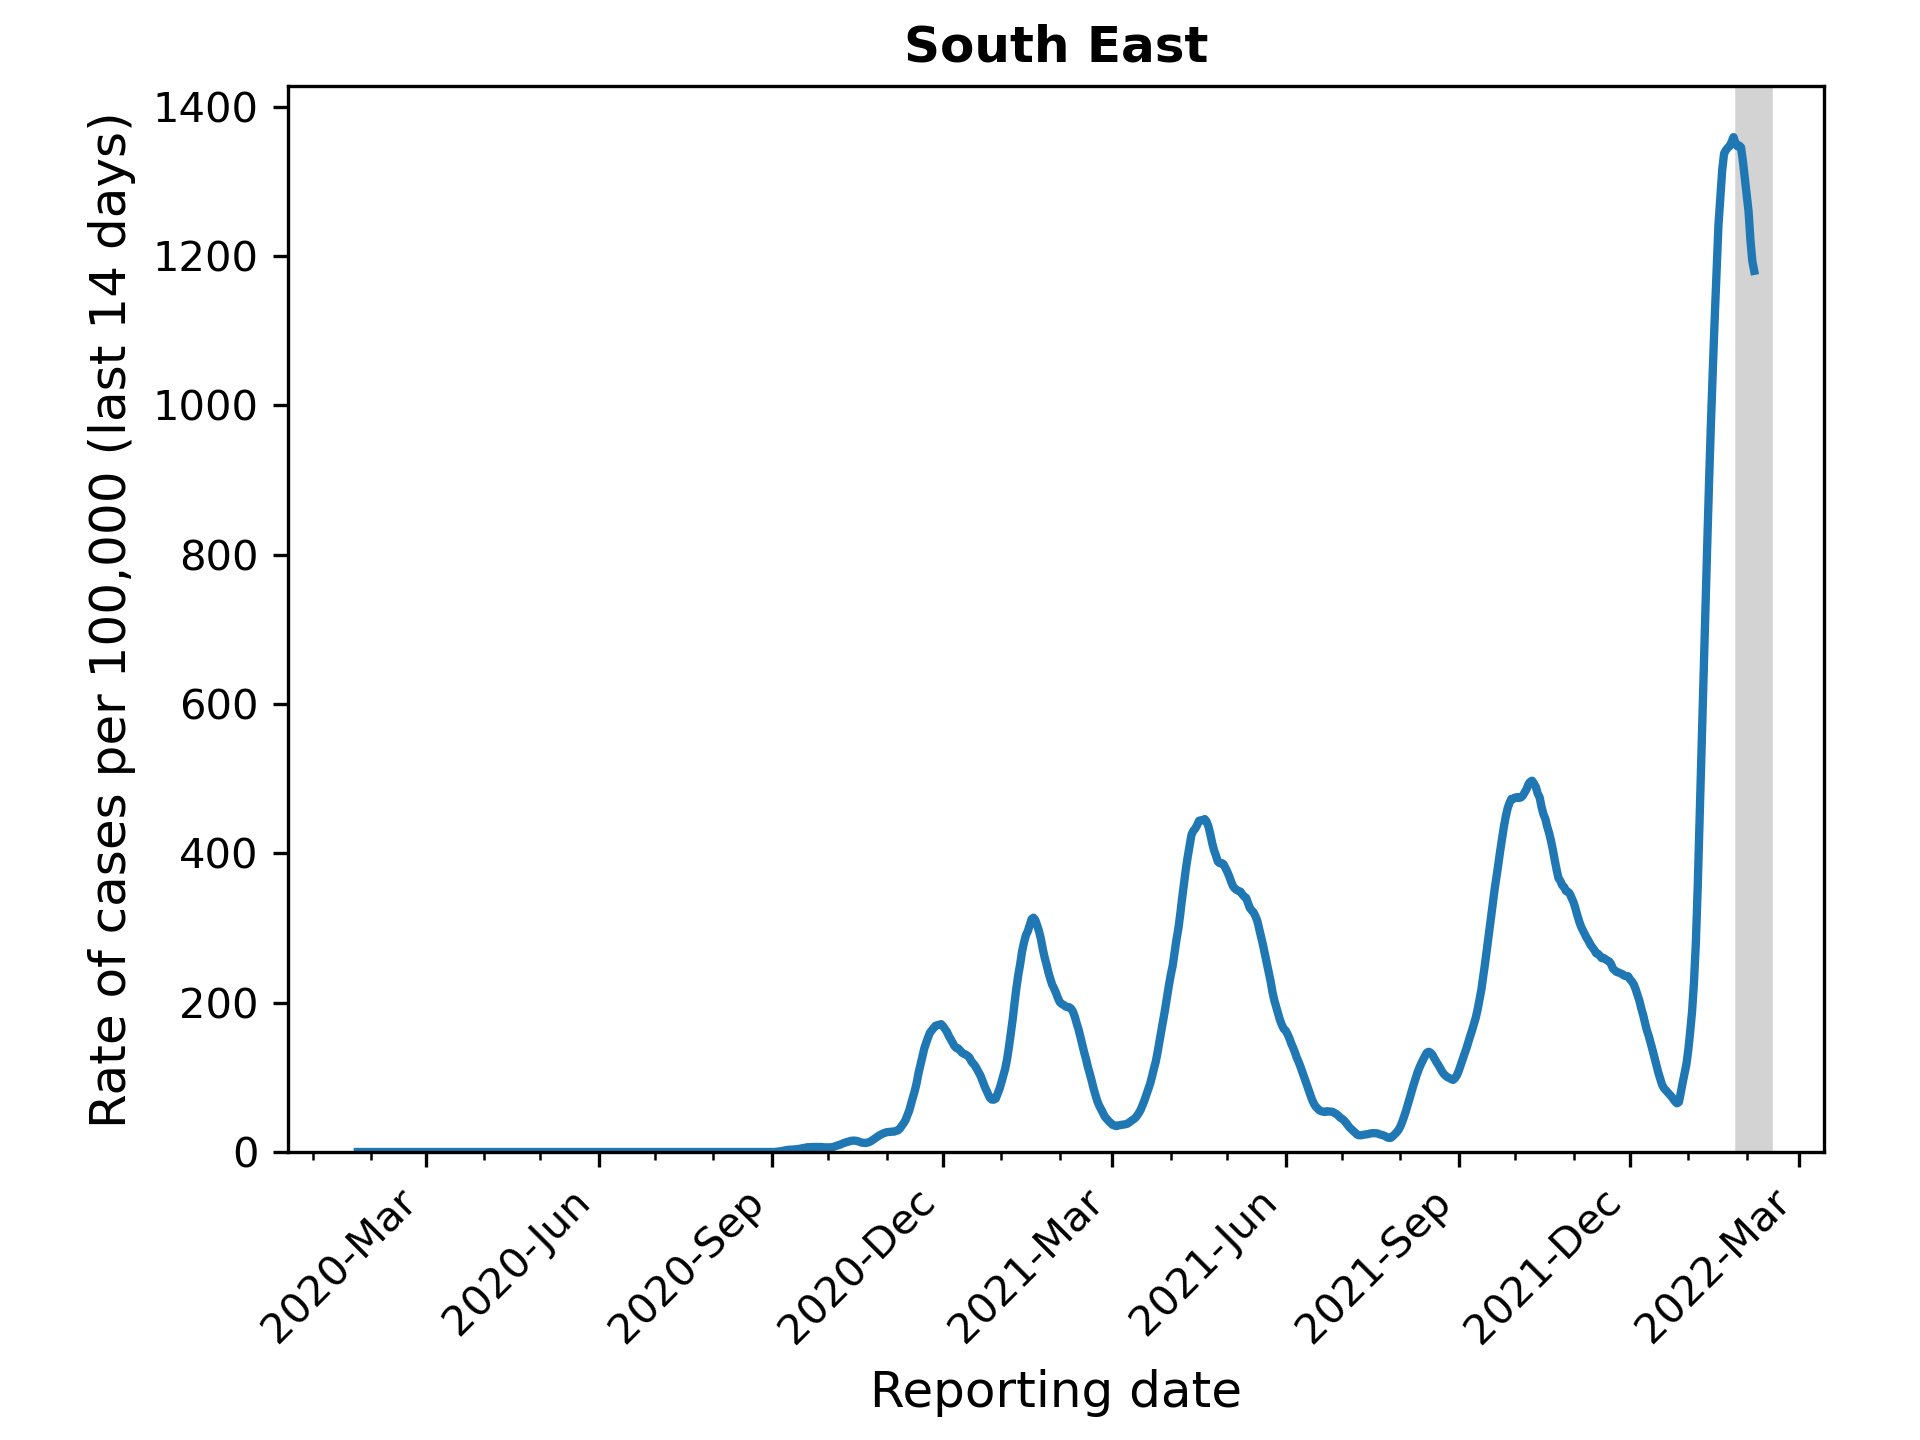 South East
Rate of cases per 100,000 (last 14 days)
1400
1200
1000
800
600
400
200
0
2020-Mar
2020-Jun
2020-Sep
2020-Dec
2021-Mar
2021-Jun
2021-Sep
2021-Dec
2022-Mar
Reporting date